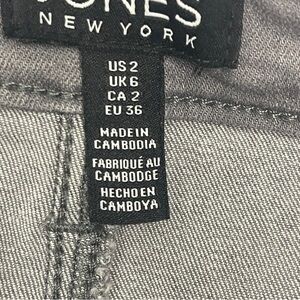 JONES
NEW YORK
US 2
UK 6
CA 2
EU 36
MADE IN
CAMBODIA
FABRIQUÉ AU
CAMBODGE
HECHO EN
CAMBOYA